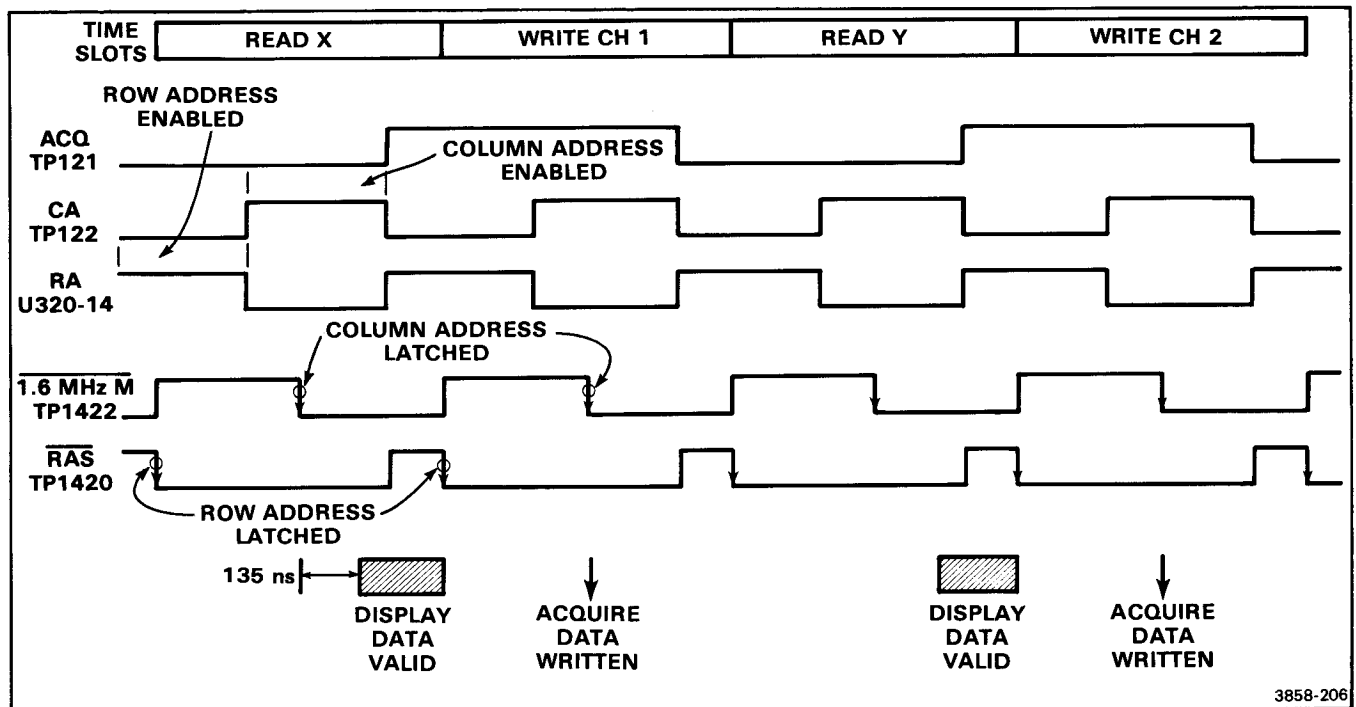 TIME
SLOTS
READ X
WRITE CH 1
READ Y
WRITE CH 2
ROW ADDRESS
ENABLED
ACQ
TP121
COLUMN ADDRESS
ENABLED
CA
TP122
RA
U320-14
COLUMN ADDRESS
LATCHED
1.6 MHz M
TP1422
RAS
TP1420
ROW ADDRESS
LATCHED
135 ns
DISPLAY
DATA
VALID
ACQUIRE
DATA
WRITTEN
DISPLAY
DATA
VALID
ACQUIRE
DATA
WRITTEN
3858-206